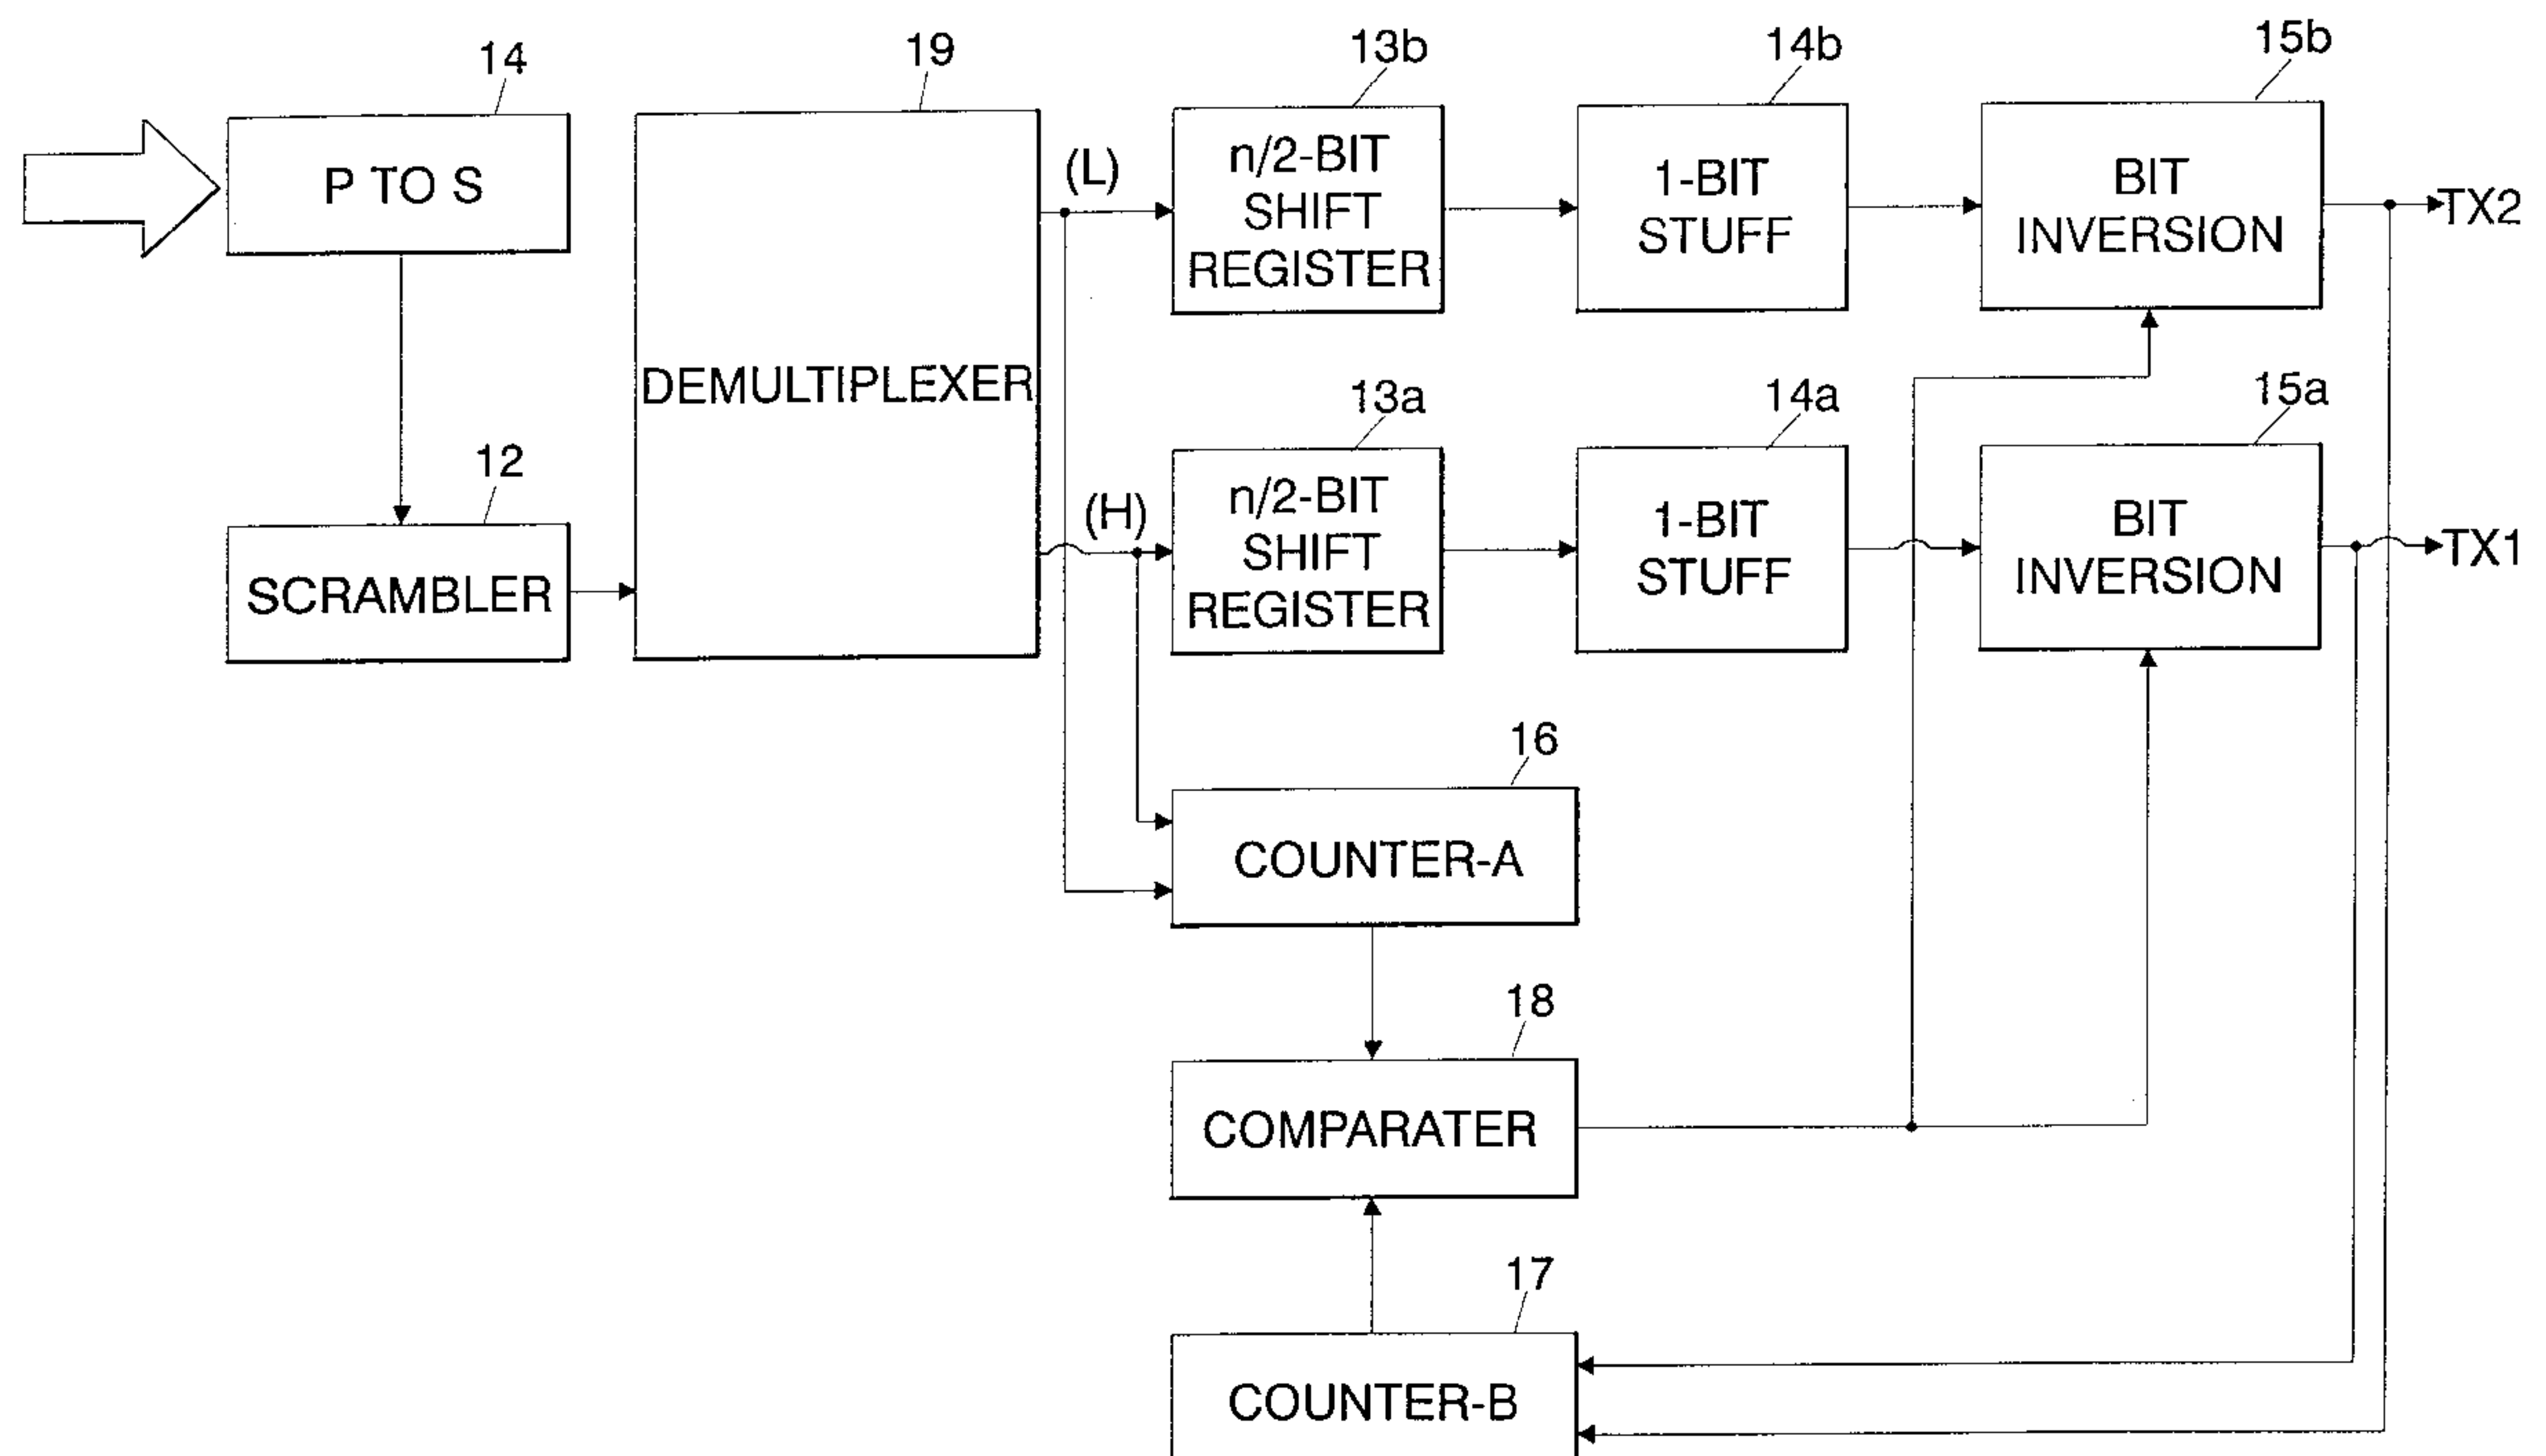 14
19
13b
14b
15b
P TO S
(L)
n/2-BIT
SHIFT
REGISTER
1-BIT
STUFF
BIT
INVERSION
TX2
DEMULTIPLEXER
13a
14a
15a
12
SCRAMBLER
(H)
n/2-BIT
SHIFT
REGISTER
1-BIT
STUFF
BIT
INVERSION
TX1
16
COUNTER-A
18
COMPARATER
17
COUNTER-B